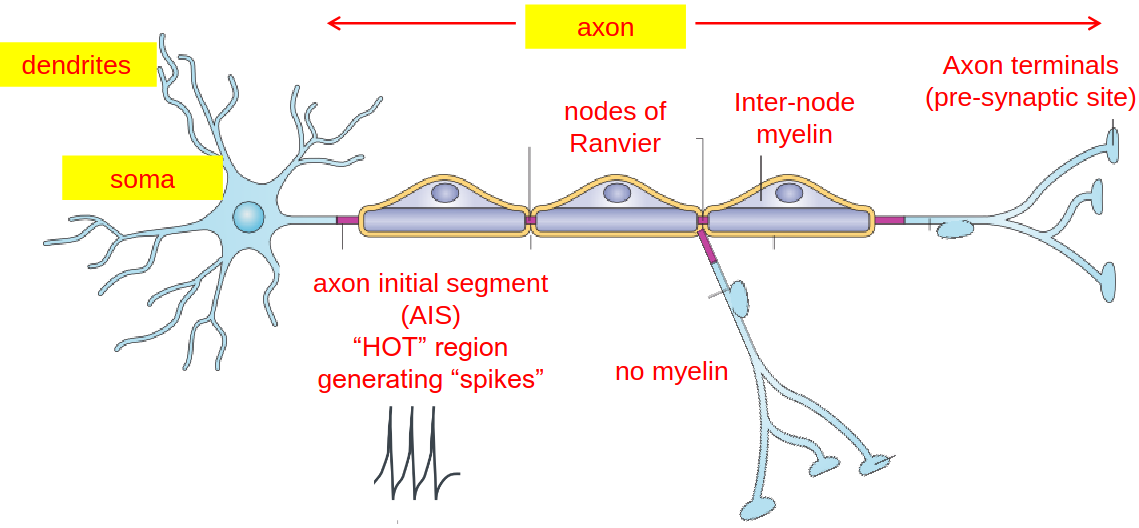 axon
dendrites
Axon terminals
(pre-synaptic site)
nodes of
Ranvier
Inter-node
myelin
soma
axon initial segment
(AIS)
“HOT” region
generating “spikes”
no myelin